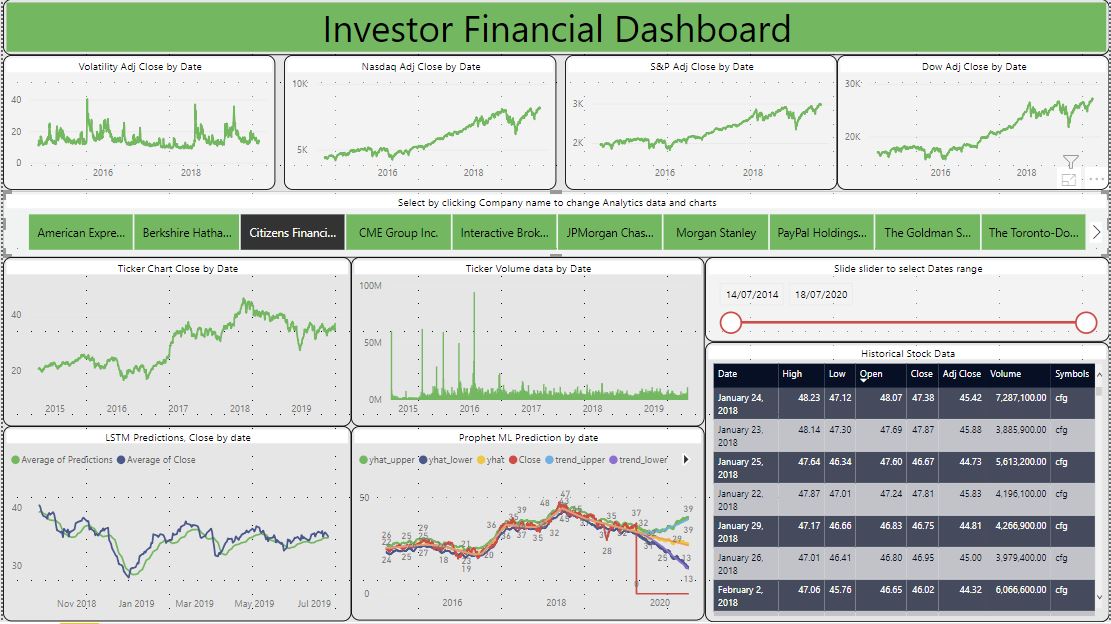 Investor Financial Dashboard
Volatility Adj Close by Date
40
20
0
2016 2018
Nasdaq Adj Close by Date
10K
5K
2016 2018
S&P Adj Close by Date
3K
2K
2016 2018
Dow Adj Close by Date
30K
20K
2016 2018
Select by clicking Company name to change Analytics data and charts
American Expre... Berkshire Hatha... Citizens Financi... CME Group Inc. Interactive Brok... JPMorgan Chas... Morgan Stanley PayPal Holdings... The Goldman S... The Toronto-Do...
Ticker Chart Close by Date
40
20
2015 2016 2017 2018 2019
Ticker Volume data by Date
100M
50M
0M
2015 2016 2017 2018 2019
Slide slider to select Dates range
14/07/2014 18/07/2020
LSTM Predictions, Close by date
Average of Predictions Average of Close
40
30
Nov 2018 Jan 2019 Mar 2019 May 2019 Jul 2019
Prophet ML Prediction by date
yhat_upper yhat_lower yhat Close trend_upper trend_lower
50
0
2016 2018 2020
Historical Stock Data
Date High Low Open Close Adj Close Volume Symbols
January 24, 2018 48.23 47.12 48.07 47.38 45.42 7,287,100.00 cfg
January 23, 2018 48.14 47.30 47.69 47.87 45.88 3,885,900.00 cfg
January 25, 2018 47.64 46.34 47.60 46.67 44.73 5,613,200.00 cfg
January 22, 2018 47.87 47.01 47.24 47.81 45.83 4,196,100.00 cfg
January 29, 2018 47.17 46.66 46.83 46.75 44.81 4,266,900.00 cfg
January 26, 2018 47.01 46.41 46.80 46.95 45.00 3,979,400.00 cfg
February 2, 2018 47.06 45.76 46.65 46.02 44.32 6,066,600.00 cfg